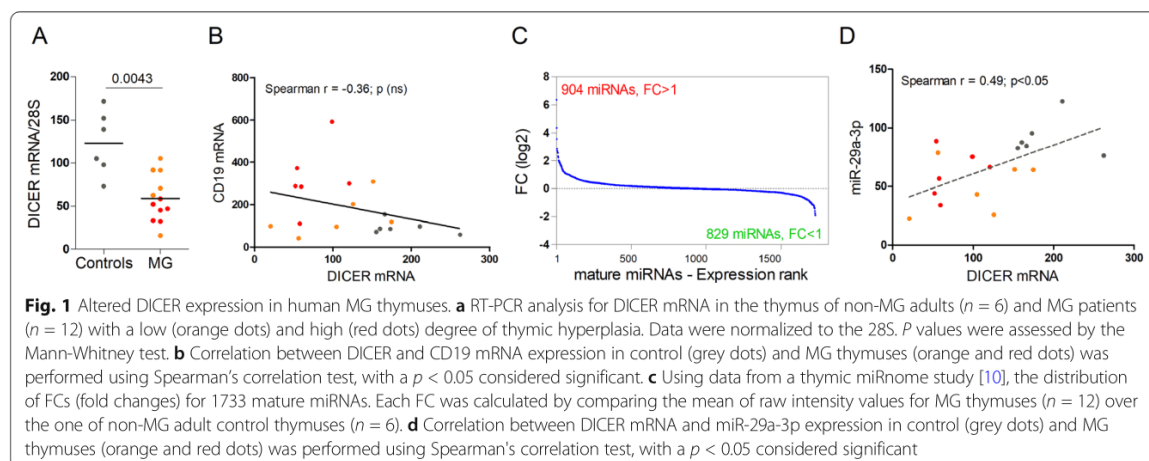 A
0.0043
DICER mRNA/28S
200
150
100
50
0
Controls MG
B
Spearman r = -0.36; p (ns)
CD19 mRNA
800
600
400
200
0
0 100 200 300
DICER mRNA
C
904 miRNAs, FC>1
829 miRNAs, FC<1
FC (log2)
8
6
4
2
0
-2
-4
1 500 1000 1500
mature miRNAs - Expression rank
D
Spearman r = 0.49; p<0.05
miR-29a-3p
150
100
50
0
0 100 200 300
DICER mRNA
Fig. 1 Altered DICER expression in human MG thymuses. a RT-PCR analysis for DICER mRNA in the thymus of non-MG adults (n = 6) and MG patients
(n = 12) with a low (orange dots) and high (red dots) degree of thymic hyperplasia. Data were normalized to the 28S. P values were assessed by the
Mann-Whitney test. b Correlation between DICER and CD19 mRNA expression in control (grey dots) and MG thymuses (orange and red dots) was
performed using Spearman's correlation test, with a p < 0.05 considered significant. c Using data from a thymic miRnome study [10], the distribution
of FCs (fold changes) for 1733 mature miRNAs. Each FC was calculated by comparing the mean of raw intensity values for MG thymuses (n = 12) over
the one of non-MG adult control thymuses (n = 6). d Correlation between DICER mRNA and miR-29a-3p expression in control (grey dots) and MG
thymuses (orange and red dots) was performed using Spearman's correlation test, with a p < 0.05 considered significant